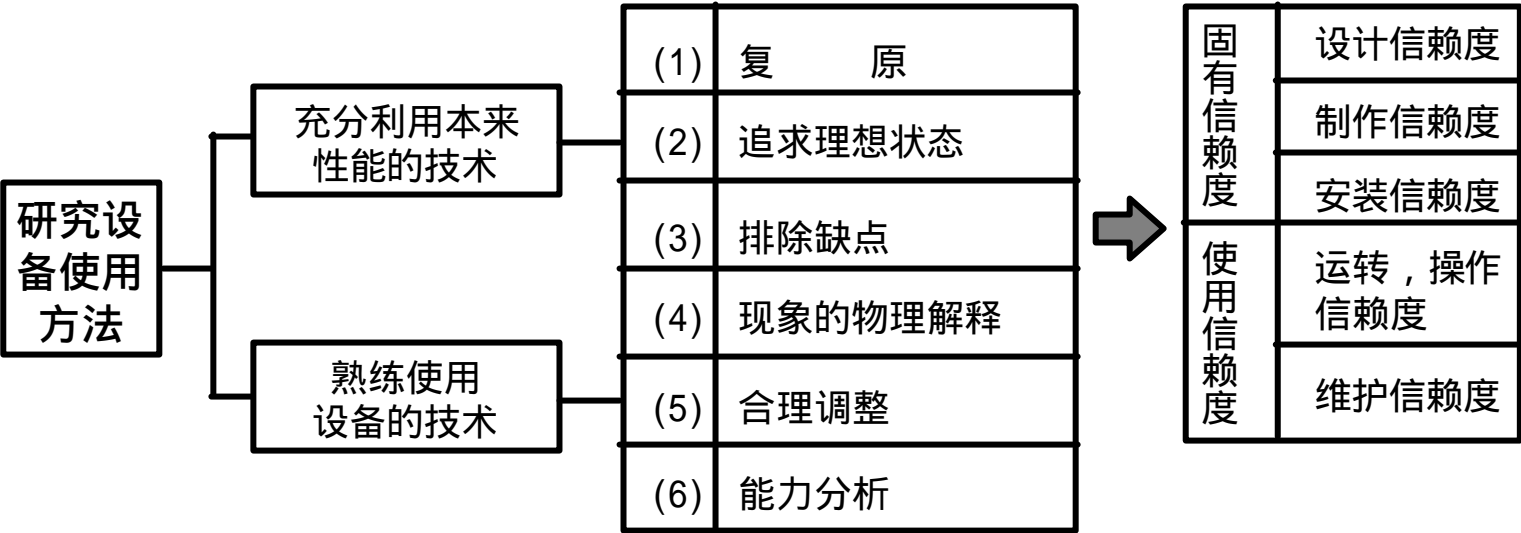 研究设
备使用
方法
充分利用本来
性能的技术
熟练使用
设备的技术
(1) 复 原
(2) 追求理想状态
(3) 排除缺点
(4) 现象的物理解释
(5) 合理调整
(6) 能力分析
固有信赖度
设计信赖度
制作信赖度
安装信赖度
使用信赖度
运转，操作
信赖度
维护信赖度